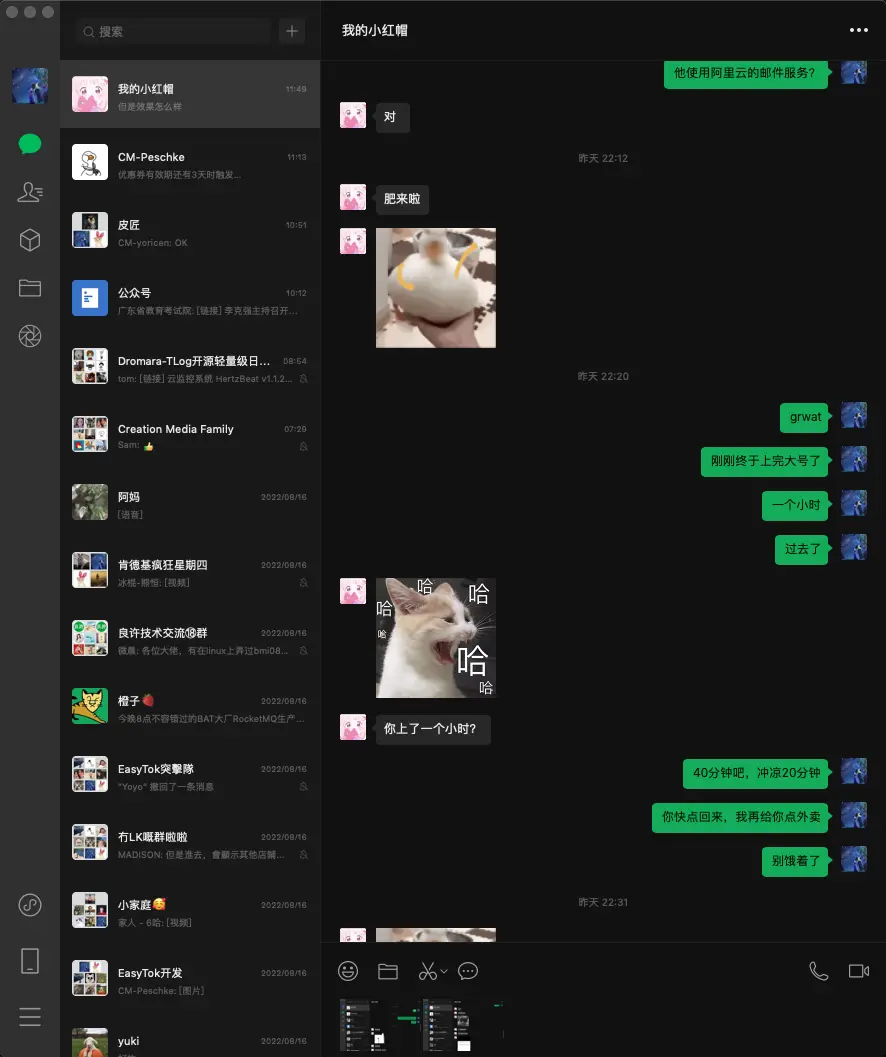 搜索
我的小红帽
11:49
但是效果怎么样
CM-Peschke
11:13
优惠券有效期还有3天时触发...
皮匠
10:51
CM-yoricen: OK
公众号
10:12
广东省教育考试院: [链接] 李克强主持召开...
Dromara-TLog开源轻量级日...
08:54
tom: [链接] 云监控系统 HertzBeat v1.1.2...
Creation Media Family
07:29
Sam: 👍
阿妈
2022/08/16
[语音]
肯德基疯狂星期四
2022/08/16
冰棍-熊恒: [视频]
良许技术交流⑱群
2022/08/16
微晨: 各位大佬，有在linux上弄过bmi08...
橙子🍓
2022/08/16
今晚8点不容错过的BAT大厂RocketMQ生产...
EasyTok突擊隊
2022/08/16
"Yoyo" 撤回了一条消息
冇LK嘅群啦啦
2022/08/16
MADISON: 但是進去，會顯示其他店舖...
小家庭🥰
2022/08/16
家人 - 6哈: [视频]
EasyTok开发
2022/08/16
CM-Peschke: [图片]
yuki
2022/08/16
我的小红帽
他使用阿里云的邮件服务？
对
昨天 22:12
肥来啦
昨天 22:20
grwat
刚刚终于上完大号了
一个小时
过去了
哈
哈
哈
哈
哈
哈
你上了一个小时？
40分钟吧，冲凉20分钟
你快点回来，我再给你点外卖
别饿着了
昨天 22:31